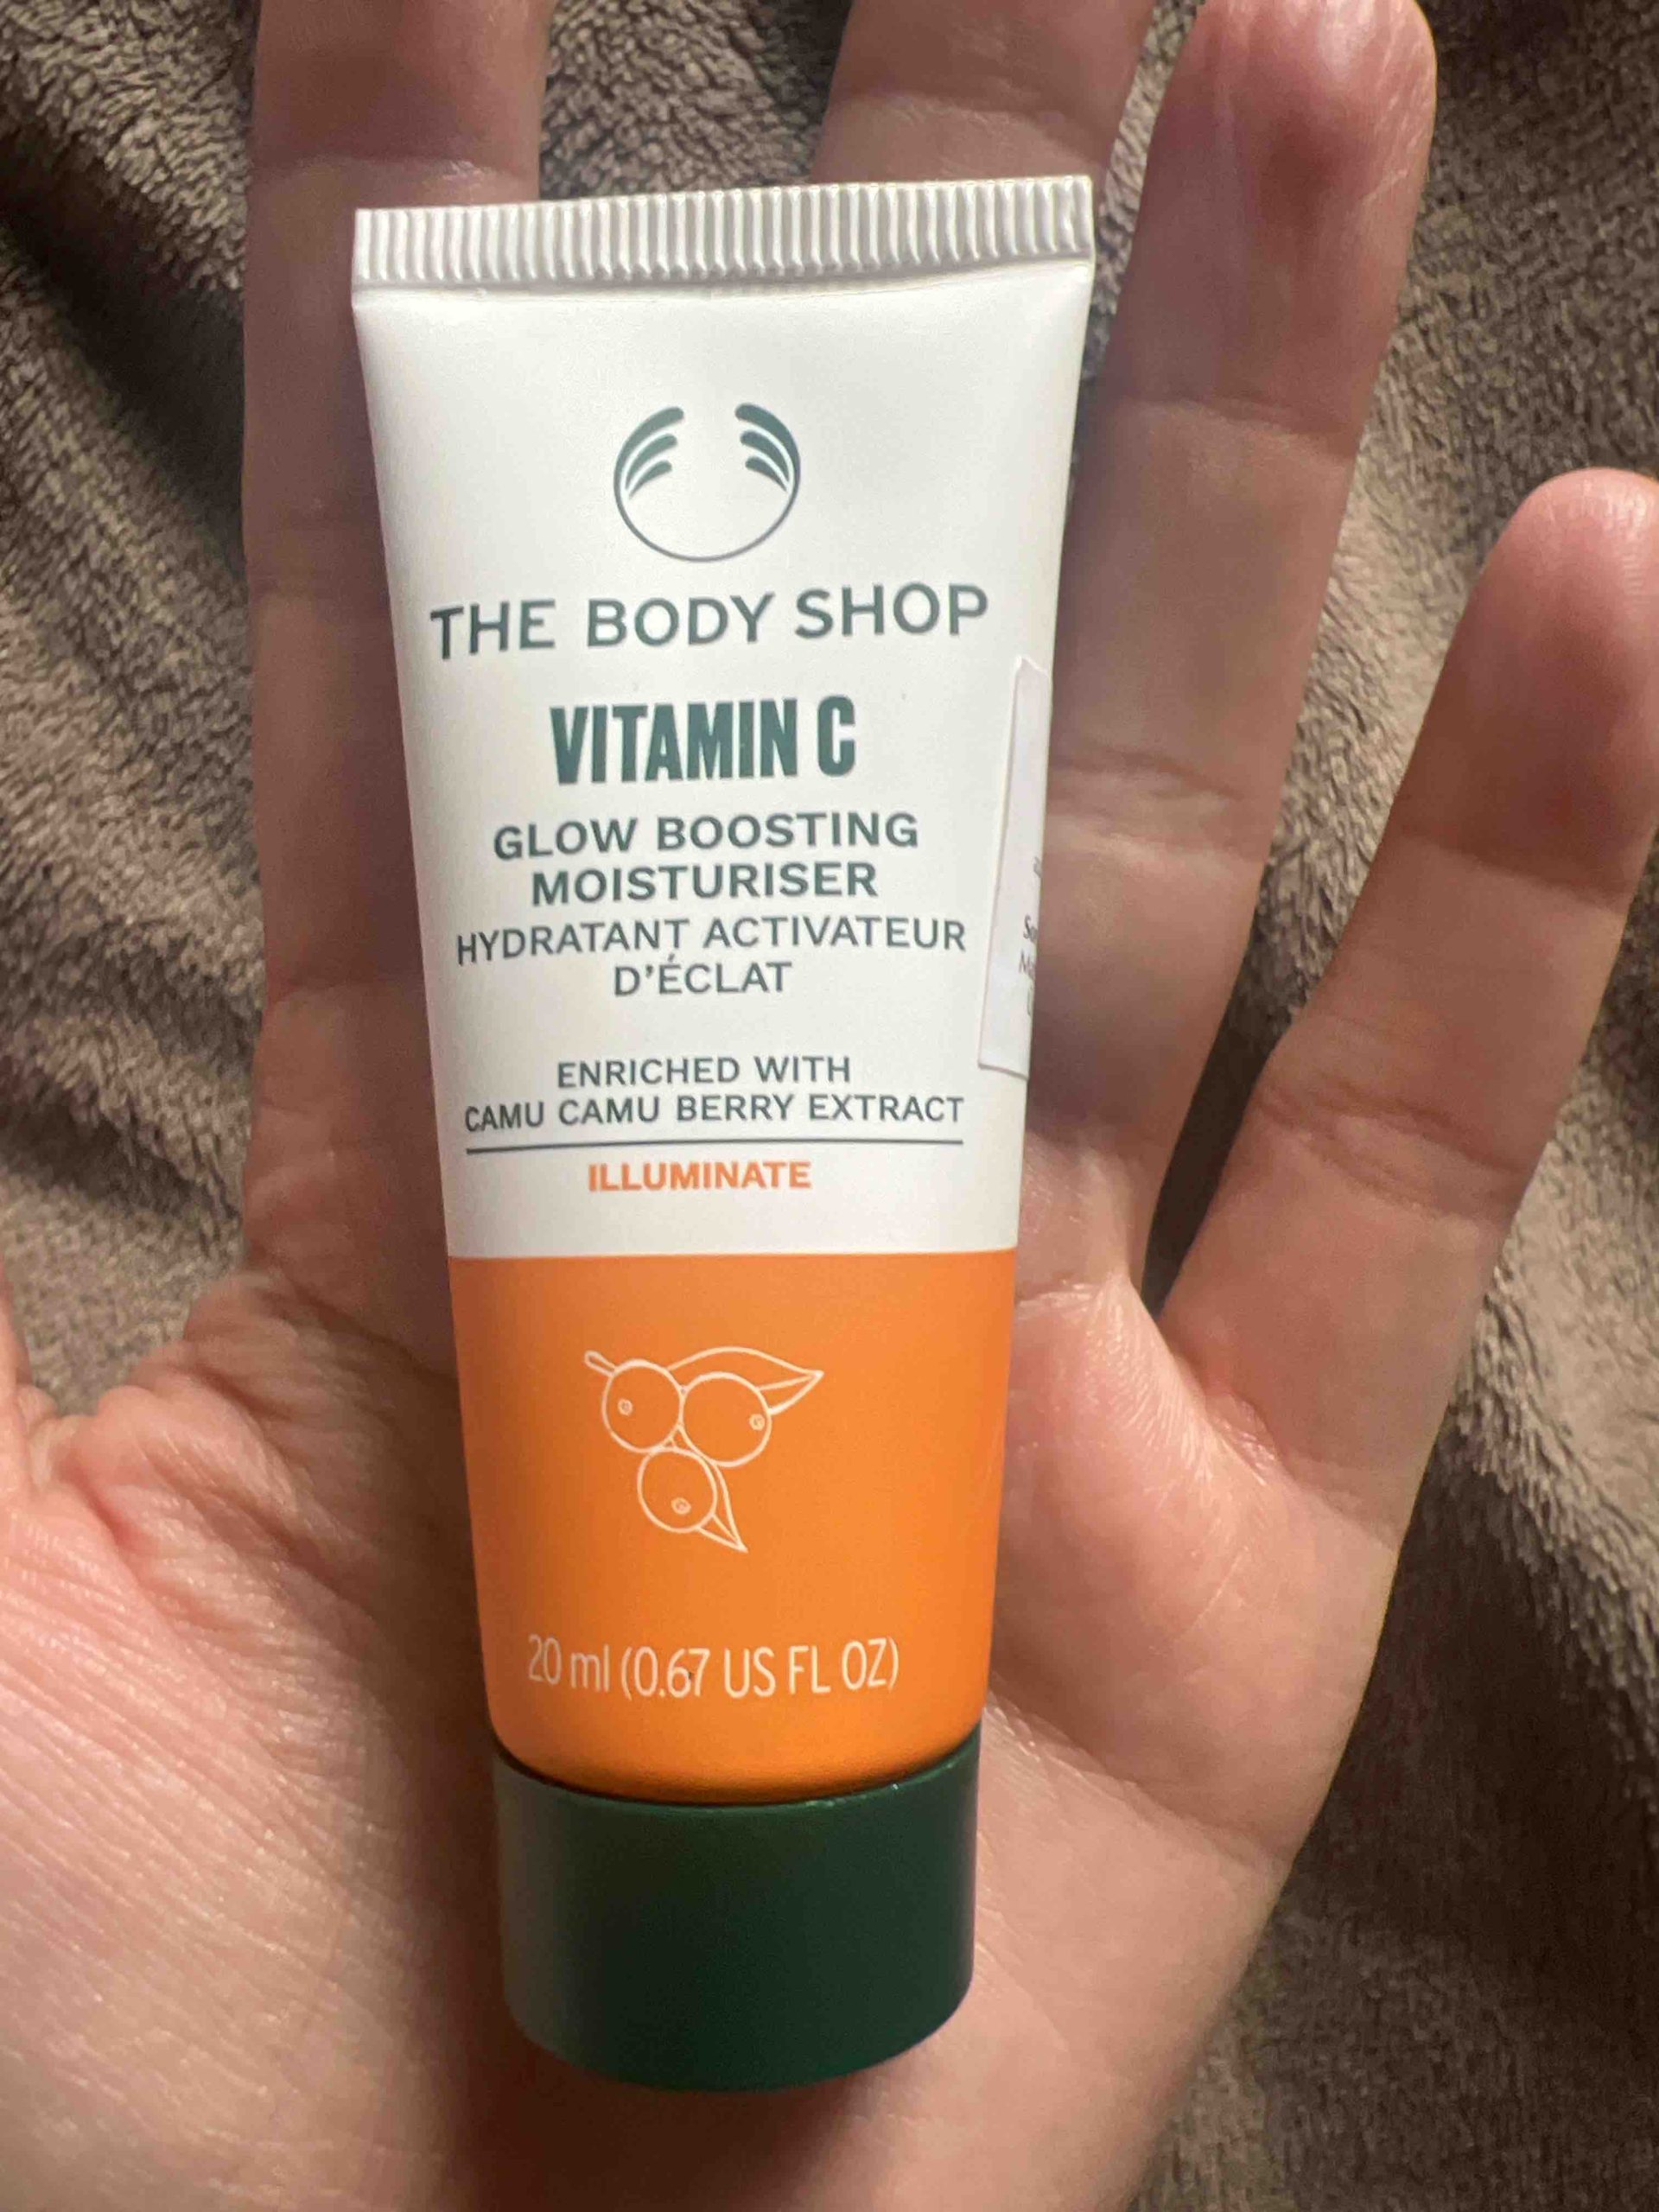 THE BODY SHOP
VITAMIN C
GLOW BOOSTING
MOISTURISER
HYDRATANT ACTIVATEUR
D'ÉCLAT
ENRICHED WITH
CAMU CAMU BERRY EXTRACT
ILLUMINATE
20 ml (0.67 US FL OZ)